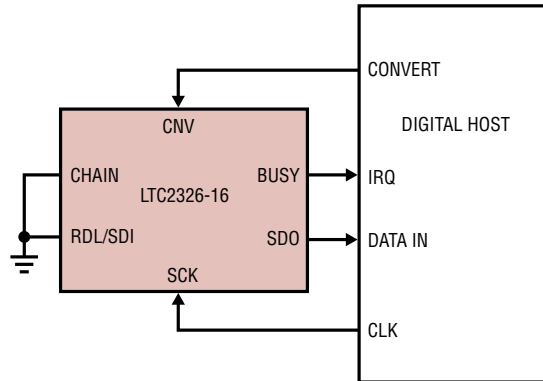 CONVERT
CNV
DIGITAL HOST
CHAIN
BUSY
IRQ
LTC2326-16
RDL/SDI
SDO
DATA IN
SCK
CLK